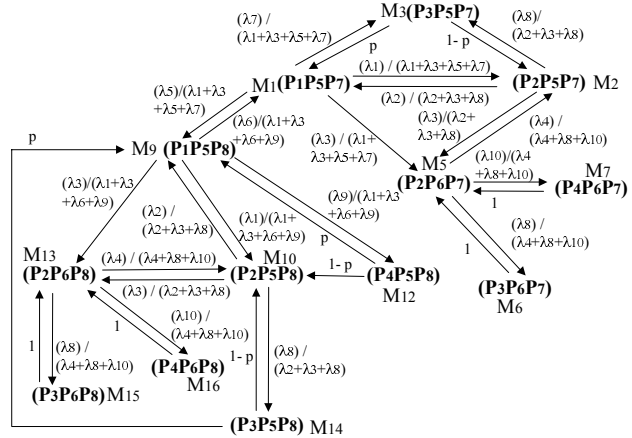 M3(P3P5P7)
(λ7)/
(λ1+λ3+λ5+λ7)
p
1- p
(λ8)/
(λ2+λ3+λ8)
(λ1) / (λ1+λ3+λ5+λ7)
M1(P1P5P7)
(P2P5P7) M2
(λ2) / (λ2+λ3+λ8)
(λ5)/(λ1+λ3
+λ5+λ7)
(λ6)/(λ1+λ3
+λ6+λ9)
(λ3)/(λ2+
+λ3+λ8)
(λ4) /
(λ4+λ8+λ10)
(λ3) / (λ1+
+λ3+λ5+λ7)
p
M9 (P1P5P8)
M5
(P2P6P7)
(λ10)/(λ4
+λ8+λ10)
1
M7
(P4P6P7)
(λ3)/(λ1+λ3
+λ6+λ9)
(λ2) /
(λ2+λ3+λ8)
(λ1)/(λ1+
+λ3+λ6+λ9)
(λ9)/(λ1+λ3
+λ6+λ9)
p
1
(λ8) /
(λ4+λ8+λ10)
M13
(P2P6P8)
(λ4) / (λ4+λ8+λ10)
(λ3) / (λ2+λ3+λ8)
M10
(P2P5P8)
1- p
(P4P5P8)
M12
(P3P6P7)
M6
1
(λ8) /
(λ4+λ8+λ10)
1
(λ10) /
(λ4+λ8+λ10)
(P4P6P8)
M16
1- p
(λ8) /
(λ2+λ3+λ8)
(P3P6P8)M15
(P3P5P8) M14